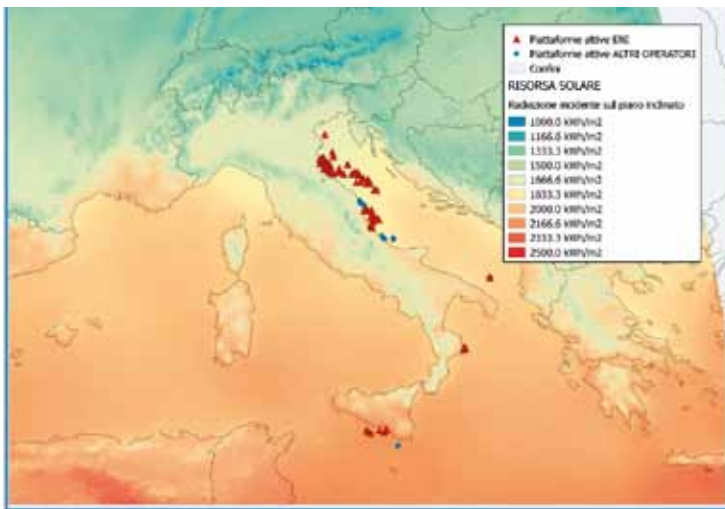 Piattaforme attive ENI
Piattaforme attive ALTRI OPERATORI
Confini
RISORSA SOLARE
Radiazione incidente sul piano inclinato
1000.0 kWh/m2
1166.6 kWh/m2
1333.3 kWh/m2
1500.0 kWh/m2
1666.6 kWh/m2
1833.3 kWh/m2
2000.0 kWh/m2
2166.6 kWh/m2
2333.3 kWh/m2
2500.0 kWh/m2